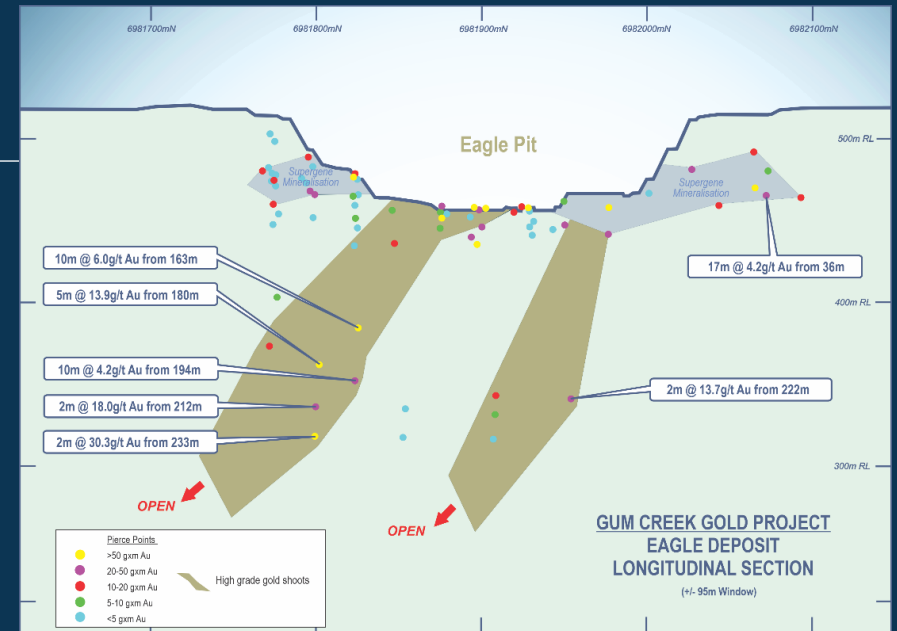 6981700mN
6981800mN
6981900mN
6982000mN
6982100mN
Eagle Pit
500m RL
Supergene
Mineralisation
Supergene
Mineralisation
10m @ 6.0g/t Au from 163m
17m @ 4.2g/t Au from 36m
5m @ 13.9g/t Au from 180m
400m RL
10m @ 4.2g/t Au from 194m
2m @ 13.7g/t Au from 222m
2m @ 18.0g/t Au from 212m
2m @ 30.3g/t Au from 233m
300m RL
OPEN
OPEN
GUM CREEK GOLD PROJECT
EAGLE DEPOSIT
LONGITUDINAL SECTION
(+/- 95m Window)
Pierce Points
>50 gxm Au
20-50 gxm Au
10-20 gxm Au
5-10 gxm Au
<5 gxm Au
High grade gold shoots